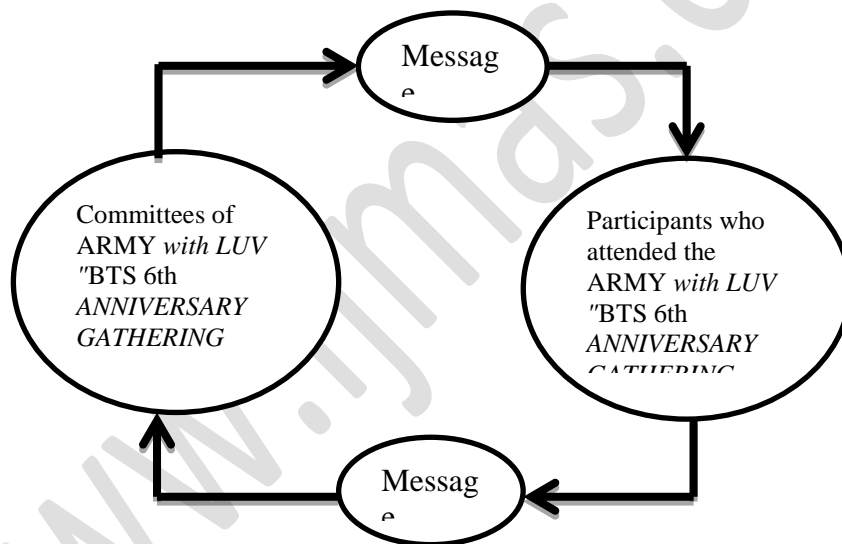 Messag
e
Committees of
ARMY with LUV
"BTS 6th
ANNIVERSARY
GATHERING
Participants who
attended the
ARMY with LUV
"BTS 6th
ANNIVERSARY
GATHERING
Messag
e